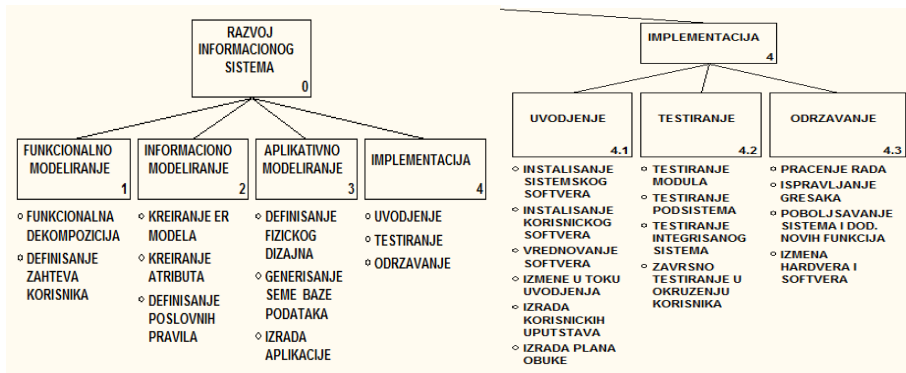 RAZVOJ
INFORMACIONOG
SISTEMA
0
FUNKCIONALNO
MODELIRANJE
1
INFORMACIONO
MODELIRANJE
2
APLIKATIVNO
MODELIRANJE
3
IMPLEMENTACIJA
4
FUNKCIONALNA
DEKOMPOZICIJA
DEFINISANJE
ZAHTEVA
KORISNIKA
KREIRANJE ER
MODELA
KREIRANJE
ATRIBUTA
DEFINISANJE
POSLOVNIH
PRAVILA
DEFINISANJE
FIZICKOG
DIZAJNA
GENERISANJE
SEME BAZE
PODATAKA
IZRADA
APLIKACIJE
UVODJENJE
TESTIRANJE
ODRZAVANJE
IMPLEMENTACIJA
4
UVODJENJE
4.1
TESTIRANJE
4.2
ODRZAVANJE
4.3
INSTALISANJE
SISTEMSKOG
SOFTVERA
INSTALISANJE
KORISNICKOG
SOFTVERA
VREDNOVANJE
SOFTVERA
IZMENE U TOKU
UVODJENJA
IZRADA
KORISNICKIH
UPUTSTAVA
IZRADA PLANA
OBUKE
TESTIRANJE
MODULA
TESTIRANJE
PODSISTEMA
TESTIRANJE
INTEGRISANOG
SISTEMA
ZAVRSNO
TESTIRANJE U
OKRUZENJU
KORISNIKA
PRACENJE RADA
ISPRAVLJANJE
GRESAKA
POBOLJSAVANJE
SISTEMA I DOD.
NOVIH FUNKCIJA
IZMENA
HARDVERA I
SOFTVERA